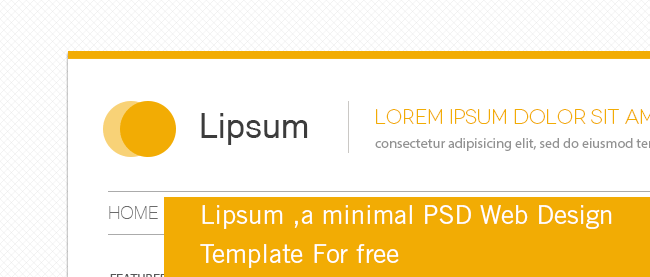 Lipsum
LOREM IPSUM DOLOR SIT AM
consectetur adipisicing elit, sed do eiusmod te
HOME
Lipsum ,a minimal PSD Web Design
Template For free
FEATURED